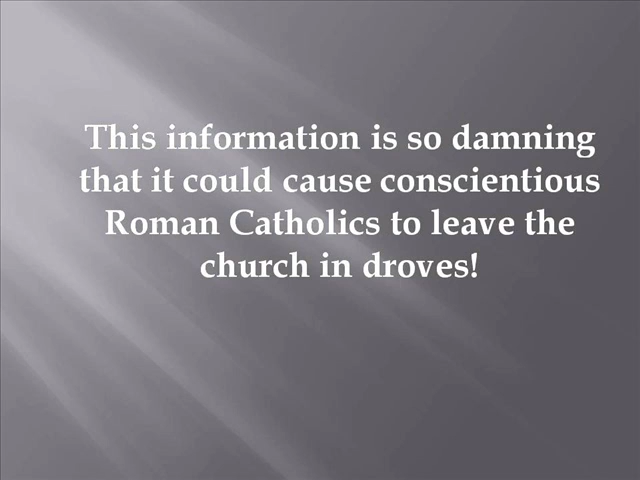 This information is so damning
that it could cause conscientious
Roman Catholics to leave the
church in droves!